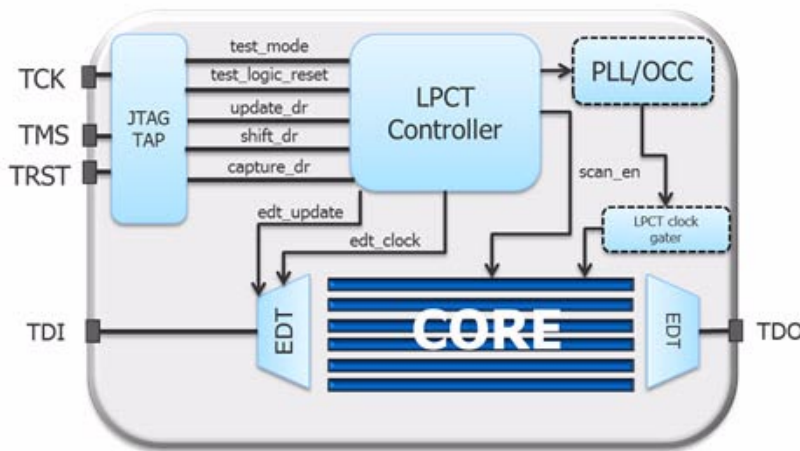 TCK
TMS
TRST
JTAG
TAP
test_mode
test_logic_reset
update_dr
shift_dr
capture_dr
LPCT
Controller
PLL/OCC
scan_en
LPCT clock
gater
edt_update
edt_clock
TDI
EDT
CORE
EDT
TDO